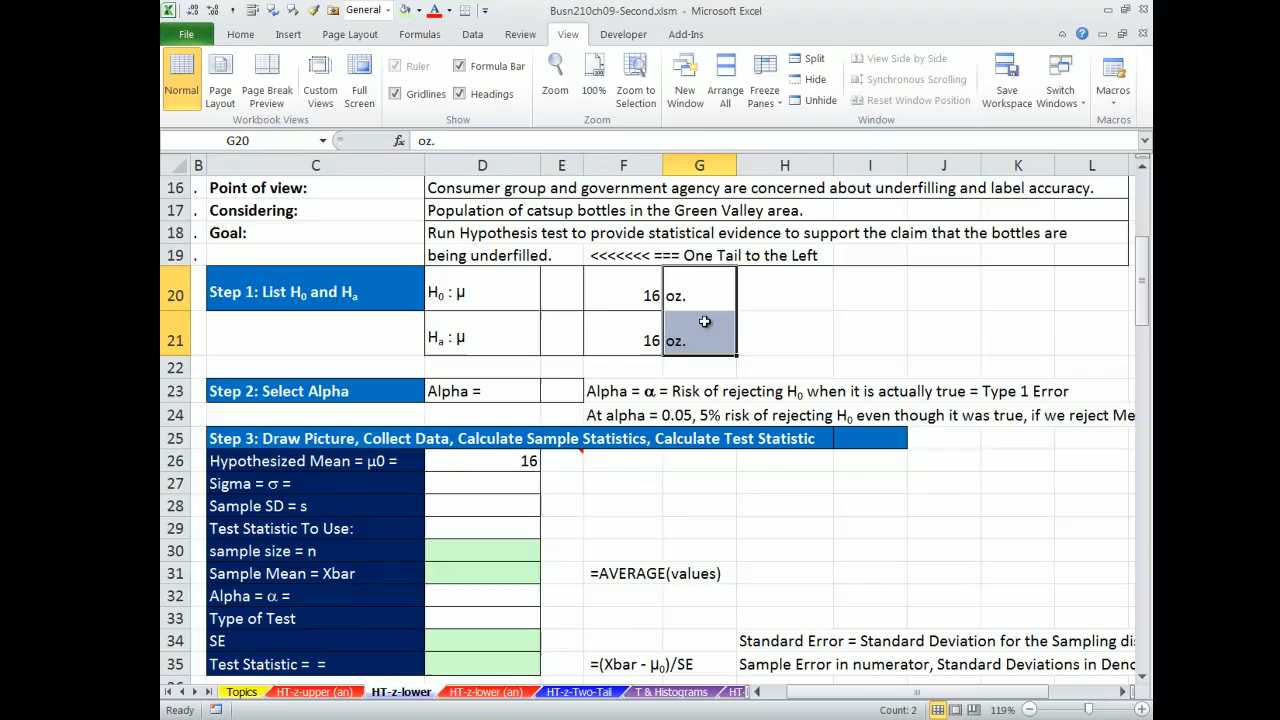 General
Busn210ch09-Second.xlsm - Microsoft Excel
File Home Insert Page Layout Formulas Data Review View Developer Add-Ins
Normal Page Layout Page Break Preview Custom Views Full Screen
Ruler Formula Bar
Gridlines Headings
Zoom 100% Zoom to Selection
New Window Arrange All Freeze Panes
Split
Hide
Unhide
View Side by Side
Synchronous Scrolling
Reset Window Position
Save Workspace Switch Windows Macros
Workbook Views Show Zoom Window Macros
G20 fx oz.
B C D E F G H I J K L
16 . Point of view: Consumer group and government agency are concerned about underfilling and label accuracy.
17 . Considering: Population of catsup bottles in the Green Valley area.
18 . Goal: Run Hypothesis test to provide statistical evidence to support the claim that the bottles are
19 . being underfilled. <<<<<<< === One Tail to the Left
20 Step 1: List H0 and Ha H0 : μ 16 oz.
21 Ha : μ 16 oz.
22
23 Step 2: Select Alpha Alpha = Alpha = α = Risk of rejecting H0 when it is actually true = Type 1 Error
24 At alpha = 0.05, 5% risk of rejecting H0 even though it was true, if we reject Me
25 Step 3: Draw Picture, Collect Data, Calculate Sample Statistics, Calculate Test Statistic
26 Hypothesized Mean = μ0 = 16
27 Sigma = σ =
28 Sample SD = s
29 Test Statistic To Use:
30 sample size = n
31 Sample Mean = Xbar =AVERAGE(values)
32 Alpha = α =
33 Type of Test
34 SE Standard Error = Standard Deviation for the Sampling dis
35 Test Statistic = = =(Xbar - μ0)/SE Sample Error in numerator, Standard Deviations in Deno
Topics HT-z-upper (an) HT-z-lower HT-z-lower (an) HT-z-Two-Tail T & Histograms HT-
Ready Count: 2 119%